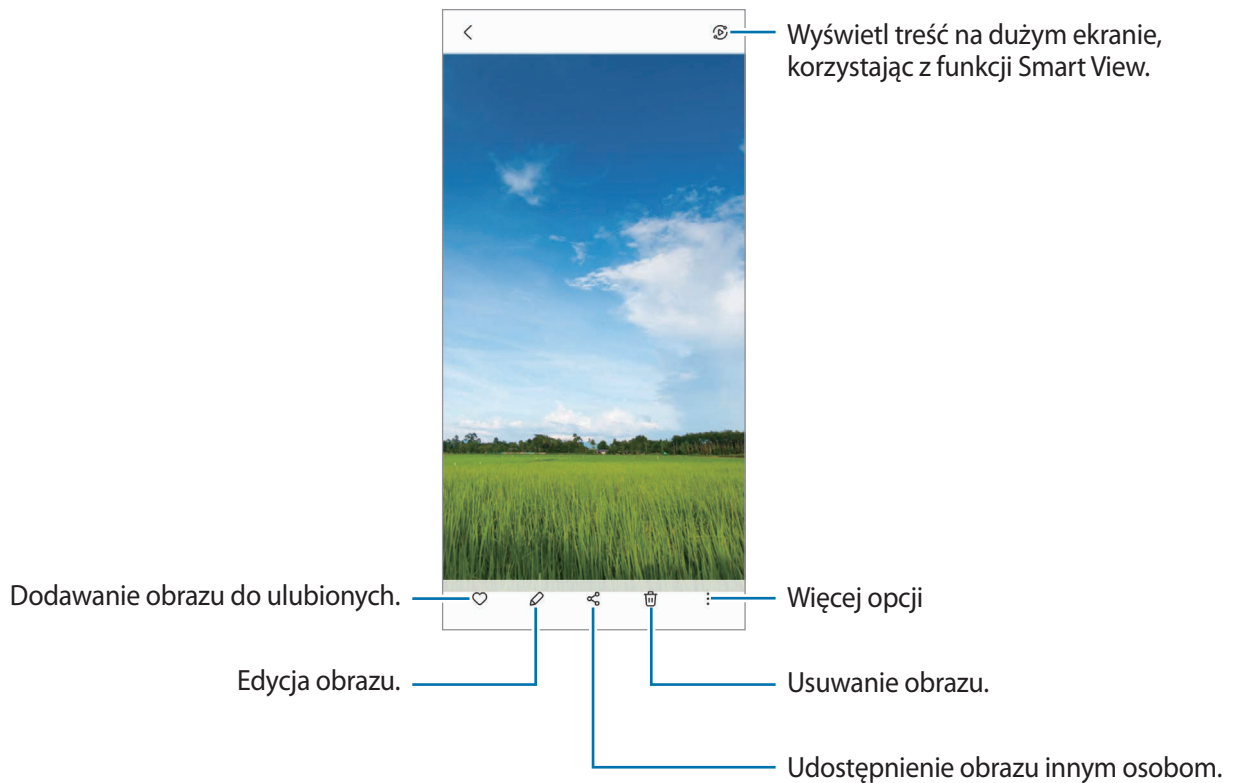 Wyświetl treść na dużym ekranie,
korzystając z funkcji Smart View.
Dodawanie obrazu do ulubionych.
Więcej opcji
Edycja obrazu.
Usuwanie obrazu.
Udostępnienie obrazu innym osobom.